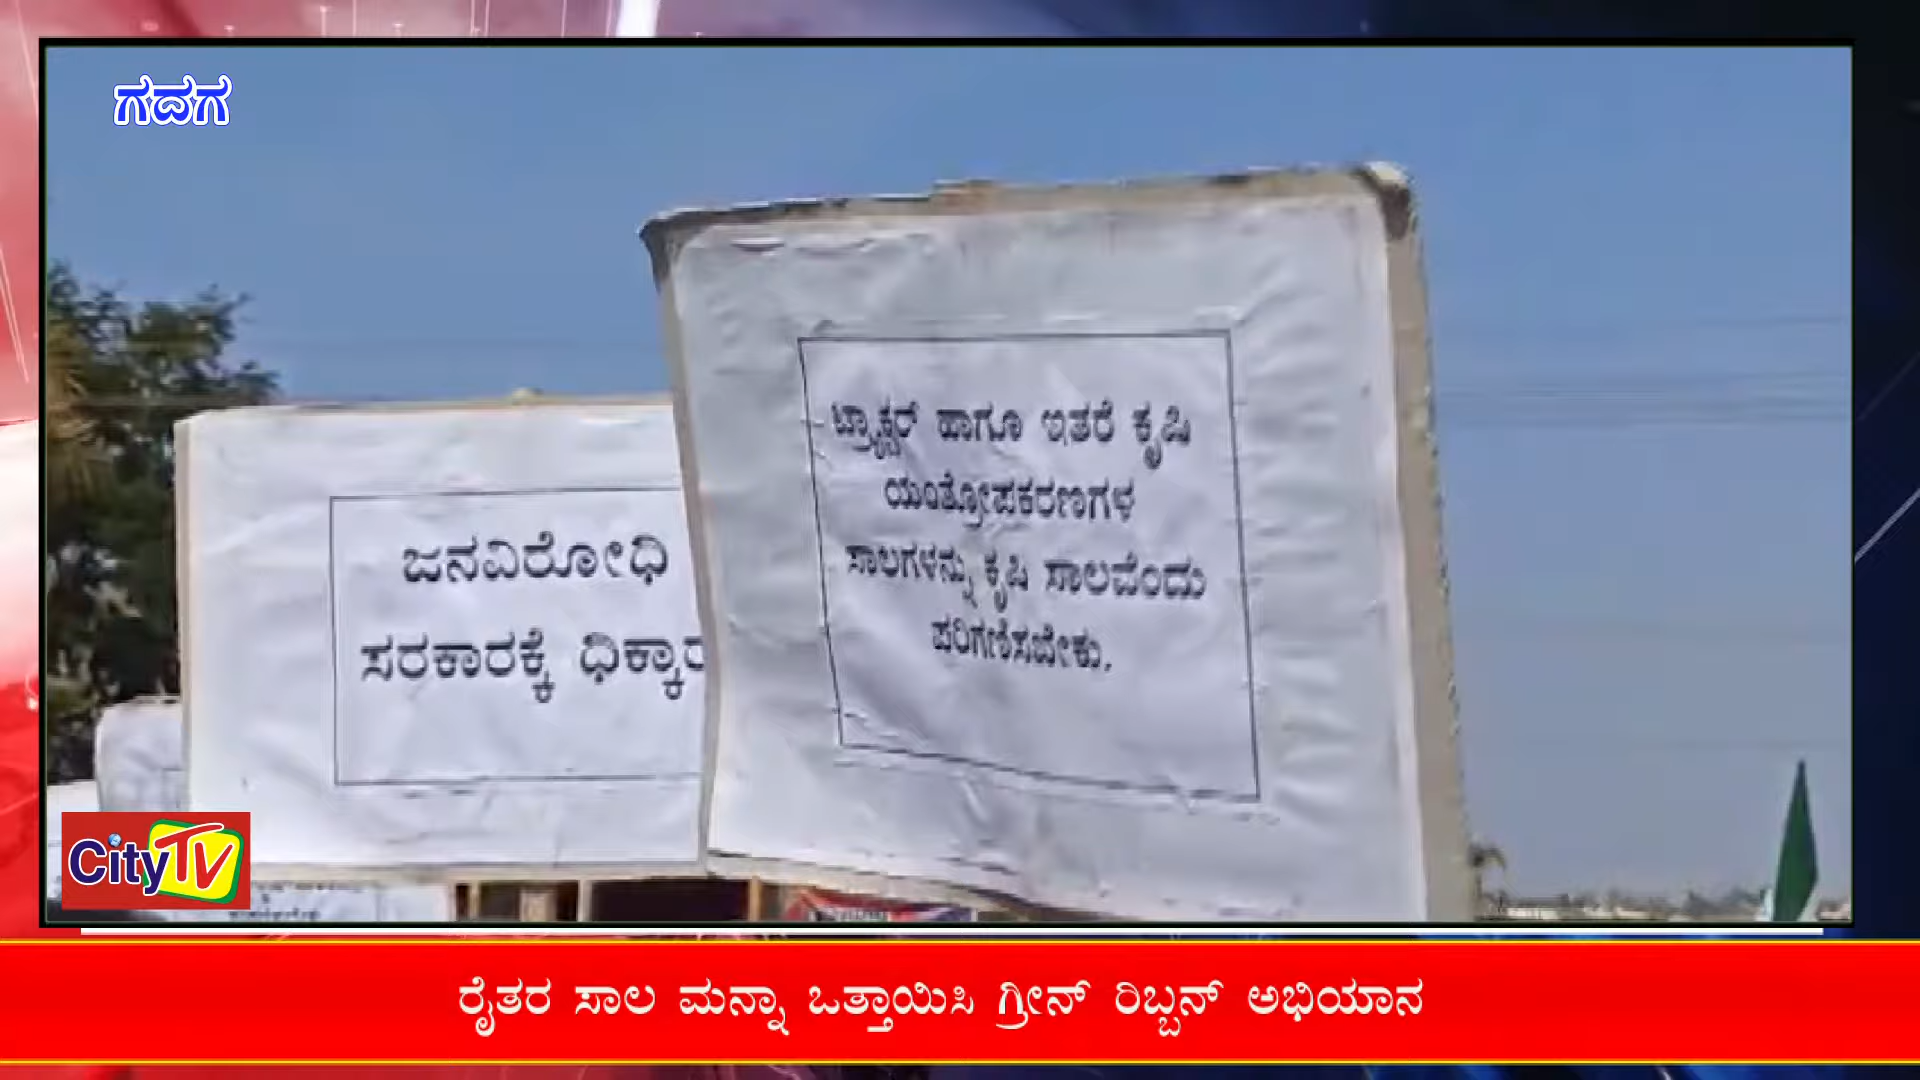 ಗದಗ
ಜನವಿರೋಧಿ
ಸರಕಾರಕ್ಕೆ ಧಿಕ್ಕಾರ
ಟ್ರ್ಯಾಕ್ಟರ್ ಹಾಗೂ ಇತರೆ ಕೃಷಿ
ಯಂತ್ರೋಪಕರಣಗಳ
ಸಾಲಗಳನ್ನು ಕೃಷಿ ಸಾಲವೆಂದು
ಪರಿಗಣಿಸಬೇಕು.
City TV
ರೈತರ ಸಾಲ ಮನ್ನಾ ಒತ್ತಾಯಿಸಿ ಗ್ರೀನ್ ರಿಬ್ಬನ್ ಅಭಿಯಾನ